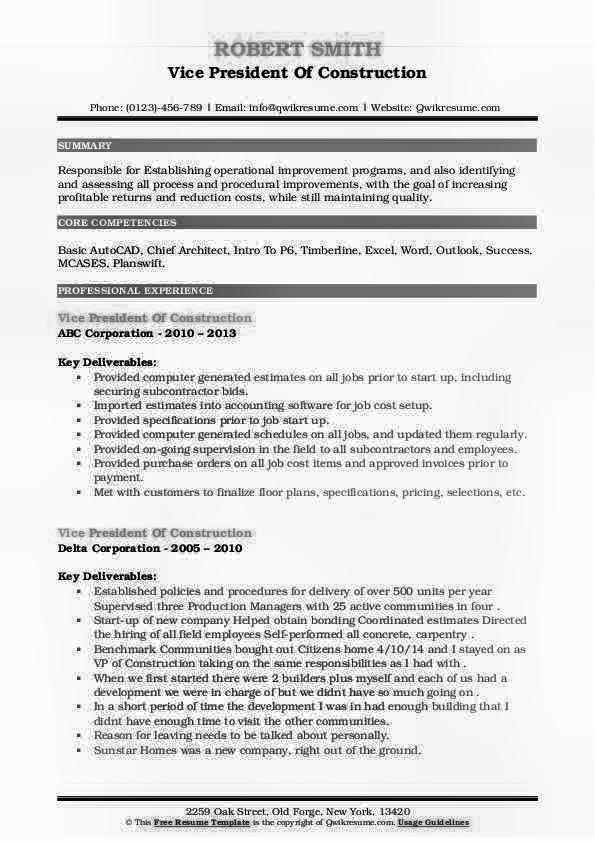 ROBERT SMITH
Vice President Of Construction
Phone: (0123)-456-789 | Email: info@qwikresume.com | Website: Qwikresume.com
SUMMARY
Responsible for Establishing operational improvement programs, and also identifying
and assessing all process and procedural improvements, with the goal of increasing
profitable returns and reduction costs, while still maintaining quality.
CORE COMPETENCIES
Basic AutoCAD, Chief Architect, Intro To P6, Timberline, Excel, Word, Outlook, Success,
MCASES, Planswift.
PROFESSIONAL EXPERIENCE
Vice President Of Construction
ABC Corporation - 2010 – 2013
Key Deliverables:
▪ Provided computer generated estimates on all jobs prior to start up, including
securing subcontractor bids.
▪ Imported estimates into accounting software for job cost setup.
▪ Provided specifications prior to job start up.
▪ Provided computer generated schedules on all jobs, and updated them regularly.
▪ Provided on-going supervision in the field to all subcontractors and employees.
▪ Provided purchase orders on all job cost items and approved invoices prior to
payment.
▪ Met with customers to finalize floor plans, specifications, pricing, selections, etc.
Vice President Of Construction
Delta Corporation - 2005 – 2010
Key Deliverables:
▪ Established policies and procedures for delivery of over 500 units per year
Supervised three Production Managers with 25 active communities in four .
▪ Start-up of new company Helped obtain bonding Coordinated estimates Directed
the hiring of all field employees Self-performed all concrete, carpentry .
▪ Benchmark Communities bought out Citizens home 4/10/14 and I stayed on as
VP of Construction taking on the same responsibilities as I had with .
▪ When we first started there were 2 builders plus myself and each of us had a
development we were in charge of but we didnt have so much going on .
▪ In a short period of time the development I was in had enough building that I
didnt have enough time to visit the other communities.
▪ Reason for leaving needs to be talked about personally.
▪ Sunstar Homes was a new company, right out of the ground.
2259 Oak Street, Old Forge, New York, 13420
© This Free Resume Template is the copyright of Qwikresume.com. Usage Guidelines